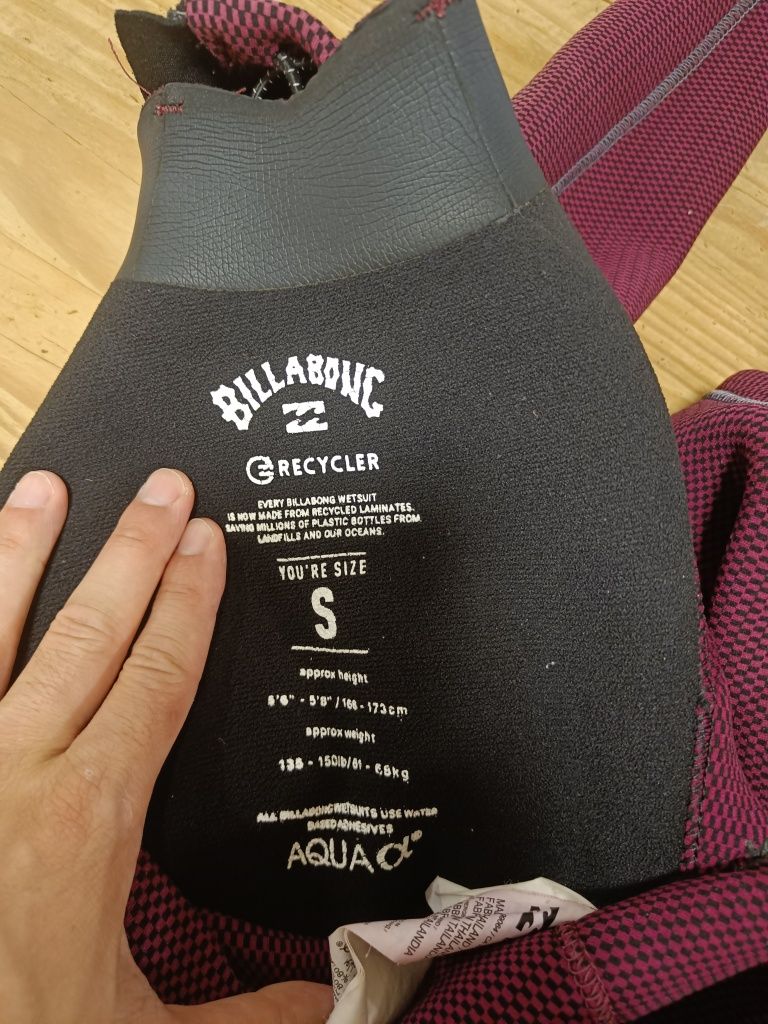 BILLABONG
RECYCLER
EVERY BILLABONG WETSUIT
IS NOW MADE FROM RECYCLED LAMINATES.
SAVING MILLIONS OF PLASTIC BOTTLES FROM
LANDFILLS AND OUR OCEANS.
YOU'RE SIZE
S
approx height
5'6" - 5'8" / 168 - 173cm
approx weight
135 - 150lb/61 - 68kg
ALL BILLABONG WETSUITS USE WATER
BASED ADHESIVES
AQUA α